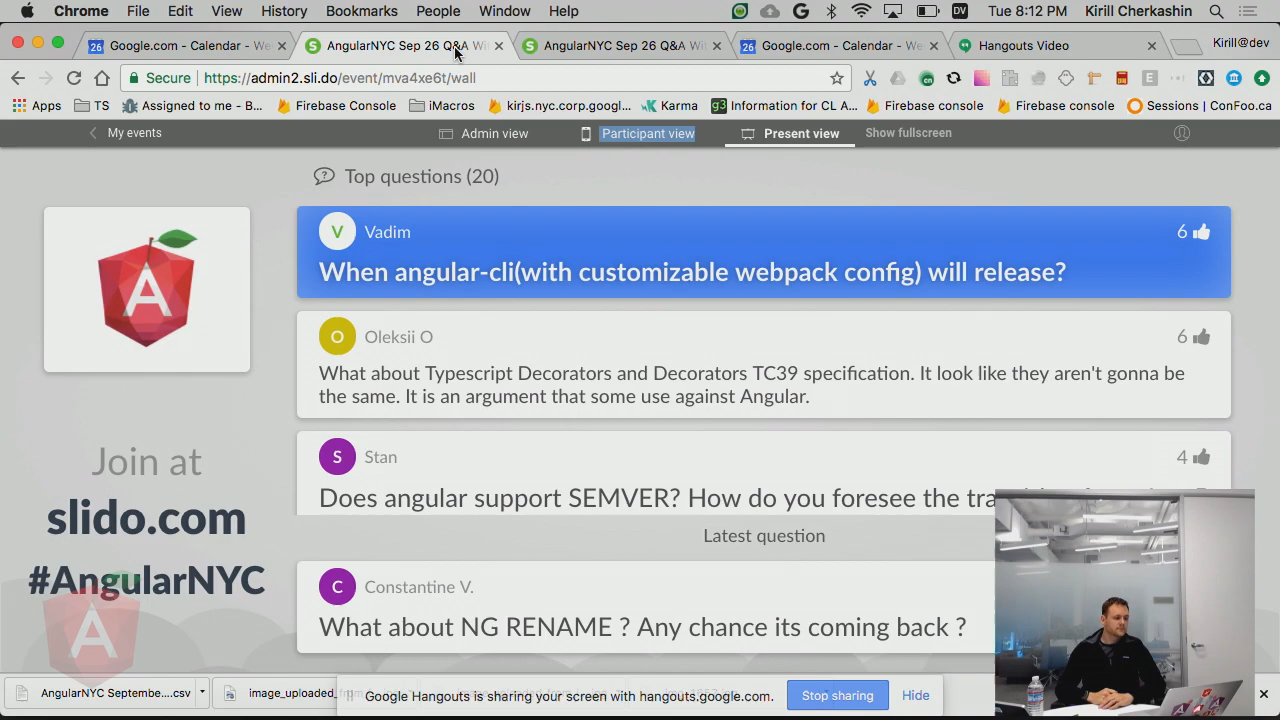 Chrome File Edit View History Bookmarks People Window Help DV Tue 8:12 PM Kirill Cherkashin
26 Google.com - Calendar - We
AngularNYC Sep 26 Q&A Wi
AngularNYC Sep 26 Q&A Wit
26 Google.com - Calendar - We
Hangouts Video
Kirill@dev
Secure https://admin2.sli.do/event/mva4xe6t/wall
Apps TS Assigned to me - B... Firebase Console iMacros kirjs.nyc.corp.googl... Karma g3 Information for CL A... Firebase console Firebase console Sessions | ConFoo.ca
My events Admin view Participant view Present view Show fullscreen
Top questions (20)
V Vadim 6
When angular-cli(with customizable webpack config) will release?
O Oleksii O 6
What about Typescript Decorators and Decorators TC39 specification. It look like they aren't gonna be
the same. It is an argument that some use against Angular.
S Stan 4
Does angular support SEMVER? How do you foresee the
Latest question
C Constantine V.
What about NG RENAME ? Any chance its coming back ?
Join at
slido.com
#AngularNYC
AngularNYC Septembe....csv
image_uploaded_
Google Hangouts is sharing your screen with hangouts.google.com.
Stop sharing
Hide